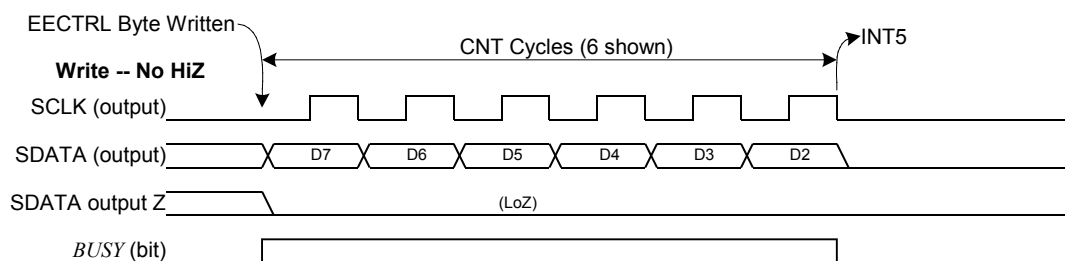 EECTRL Byte Written
CNT Cycles (6 shown)
INT5
Write -- No HiZ
SCLK (output)
SDATA (output)
D7 D6 D5 D4 D3 D2
SDATA output Z
(LoZ)
BUSY (bit)